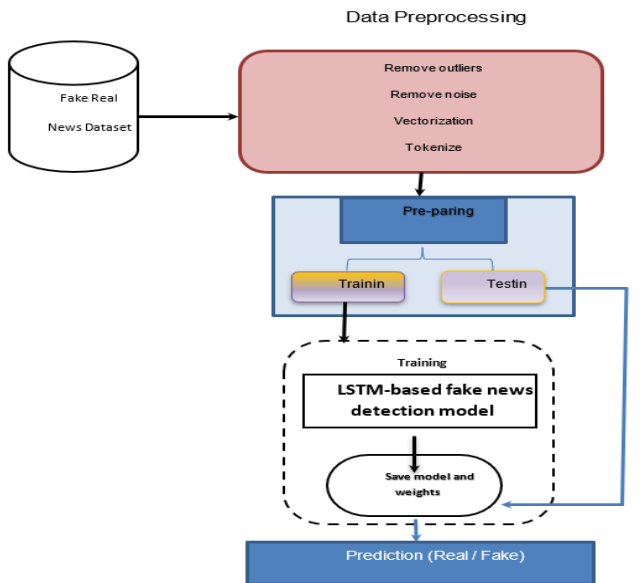 Data Preprocessing
Fake Real
News Dataset
Remove outliers
Remove noise
Vectorization
Tokenize
Pre-paring
Trainin
Testin
Training
LSTM-based fake news
detection model
Save model and
weights
Prediction (Real / Fake)